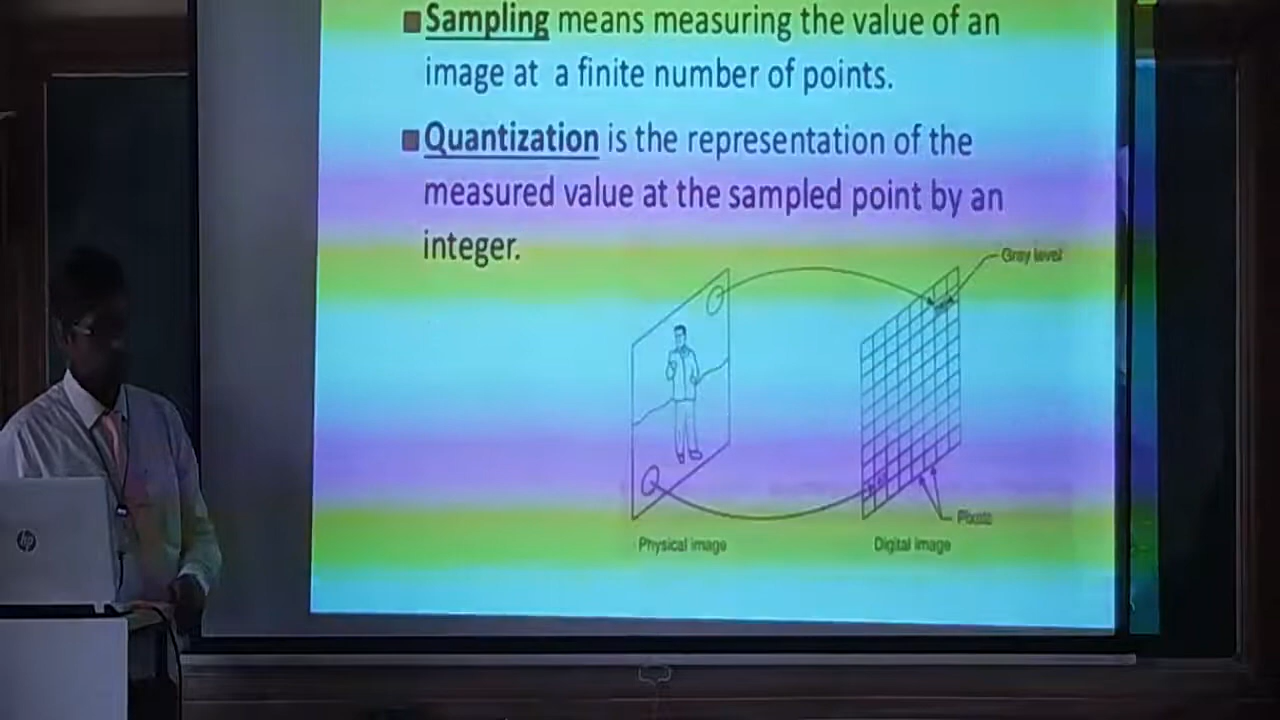 Sampling means measuring the value of an
image at a finite number of points.
Quantization is the representation of the
measured value at the sampled point by an
integer.
Gray level
Pixels
Physical image
Digital image
hp